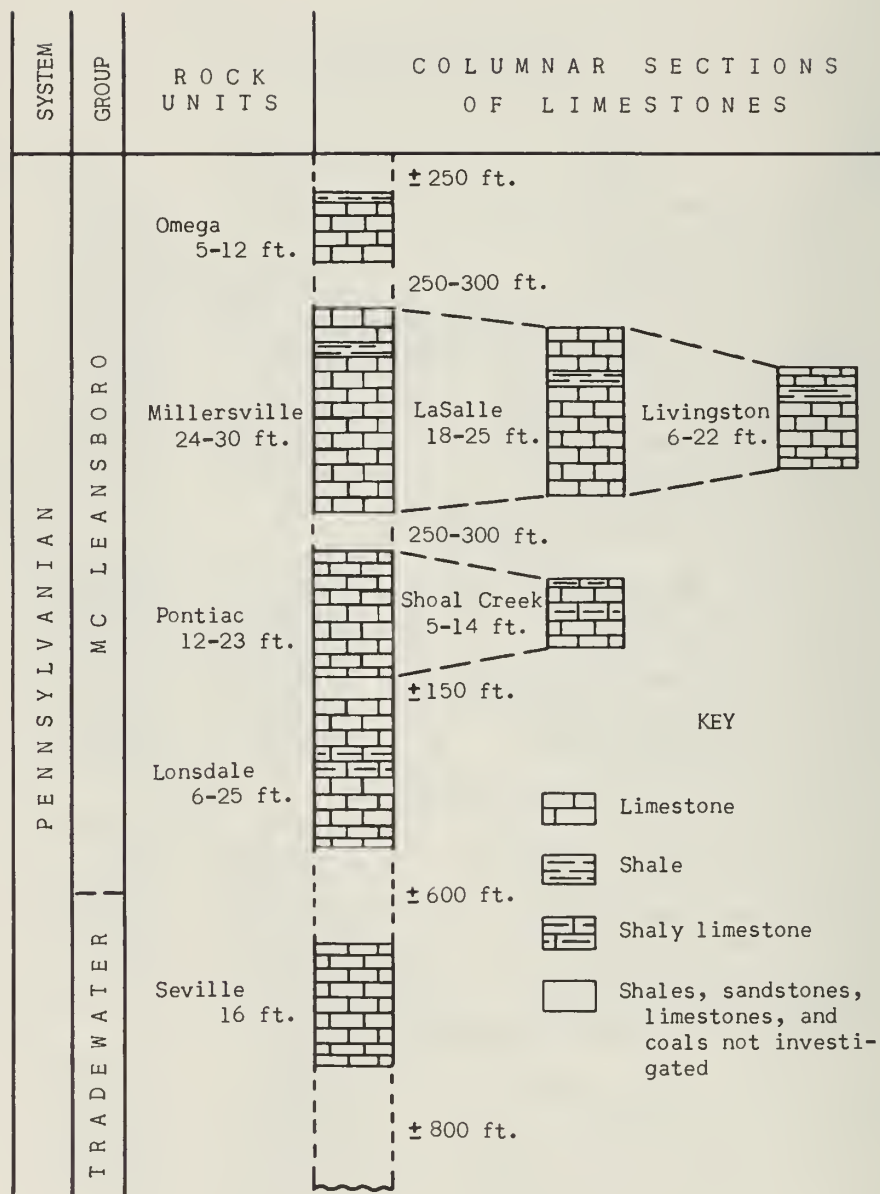 SYSTEM
GROUP
ROCK
UNITS
COLUMNAR SECTIONS
OF LIMESTONES
PENNSYLVANIAN
MC LEANSBORO
TRADEWATER
± 250 ft.
Omega
5-12 ft.
250-300 ft.
Millersville
24-30 ft.
LaSalle
18-25 ft.
Livingston
6-22 ft.
250-300 ft.
Pontiac
12-23 ft.
Shoal Creek
5-14 ft.
± 150 ft.
Lonsdale
6-25 ft.
± 600 ft.
Seville
16 ft.
± 800 ft.
KEY
Limestone
Shale
Shaly limestone
Shales, sandstones,
limestones, and
coals not investi-
gated